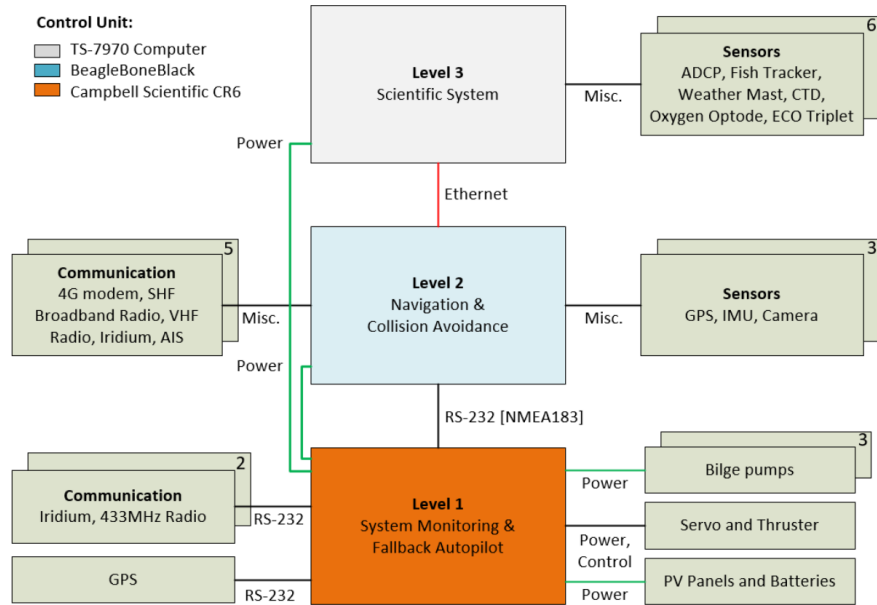 Control Unit:
TS-7970 Computer
BeagleBoneBlack
Campbell Scientific CR6
Level 3
Scientific System
6
Sensors
ADCP, Fish Tracker,
Weather Mast, CTD,
Oxygen Optode, ECO Triplet
Misc.
Power
Ethernet
5
Communication
4G modem, SHF
Broadband Radio, VHF
Radio, Iridium, AIS
Misc.
Level 2
Navigation &
Collision Avoidance
Misc.
3
Sensors
GPS, IMU, Camera
Power
RS-232 [NMEA183]
2
Communication
Iridium, 433MHz Radio
RS-232
GPS
RS-232
Level 1
System Monitoring &
Fallback Autopilot
3
Bilge pumps
Power
Servo and Thruster
Power,
Control
PV Panels and Batteries
Power